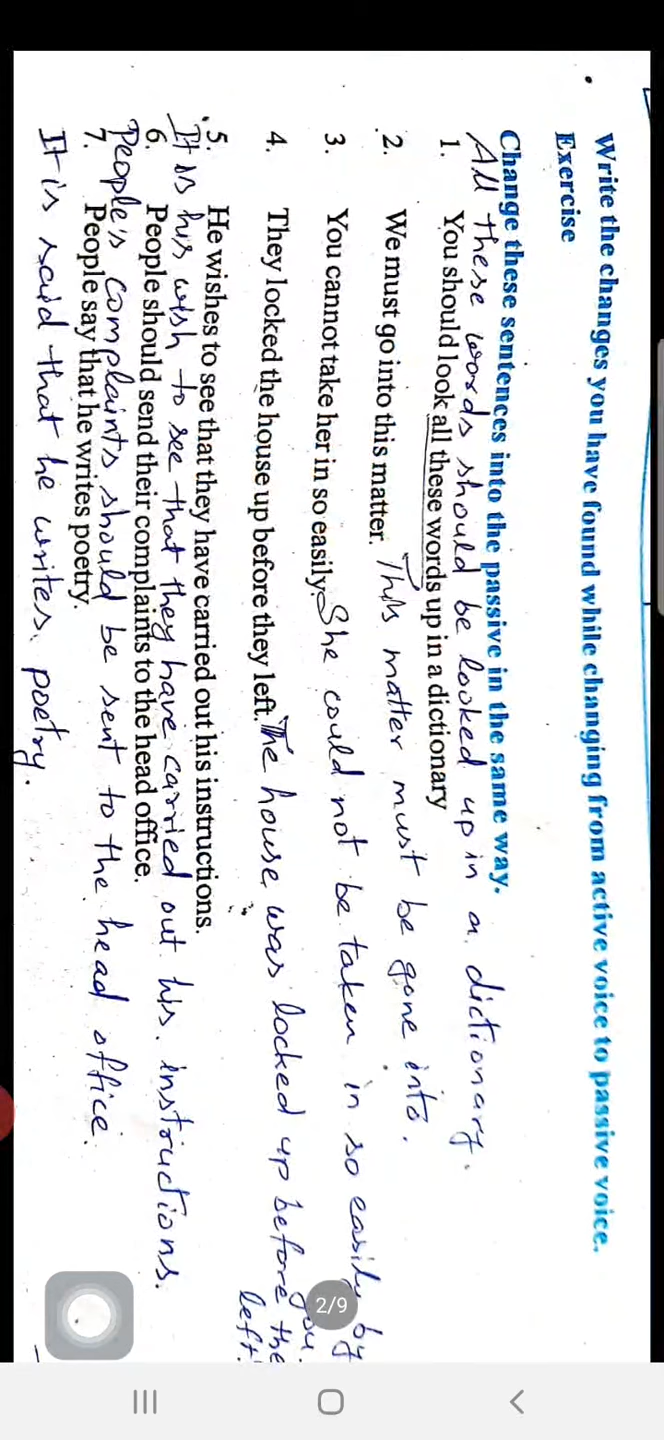 Write the changes you have found while changing from active voice to passive voice.
Exercise
Change these sentences into the passive in the same way.
1. You should look all these words up in a dictionary
All these words should be looked up in a dictionary.
2. We must go into this matter. This matter must be gone into.
3. You cannot take her in so easily. She could not be taken in so easily by you.
4. They locked the house up before they left. The house was locked up before the left.
5. He wishes to see that they have carried out his instructions.
It is his wish to see that they have carried out his instructions.
6. People should send their complaints to the head office.
People's complaints should be sent to the head office.
7. People say that he writes poetry.
It is said that he writes poetry.
2/9